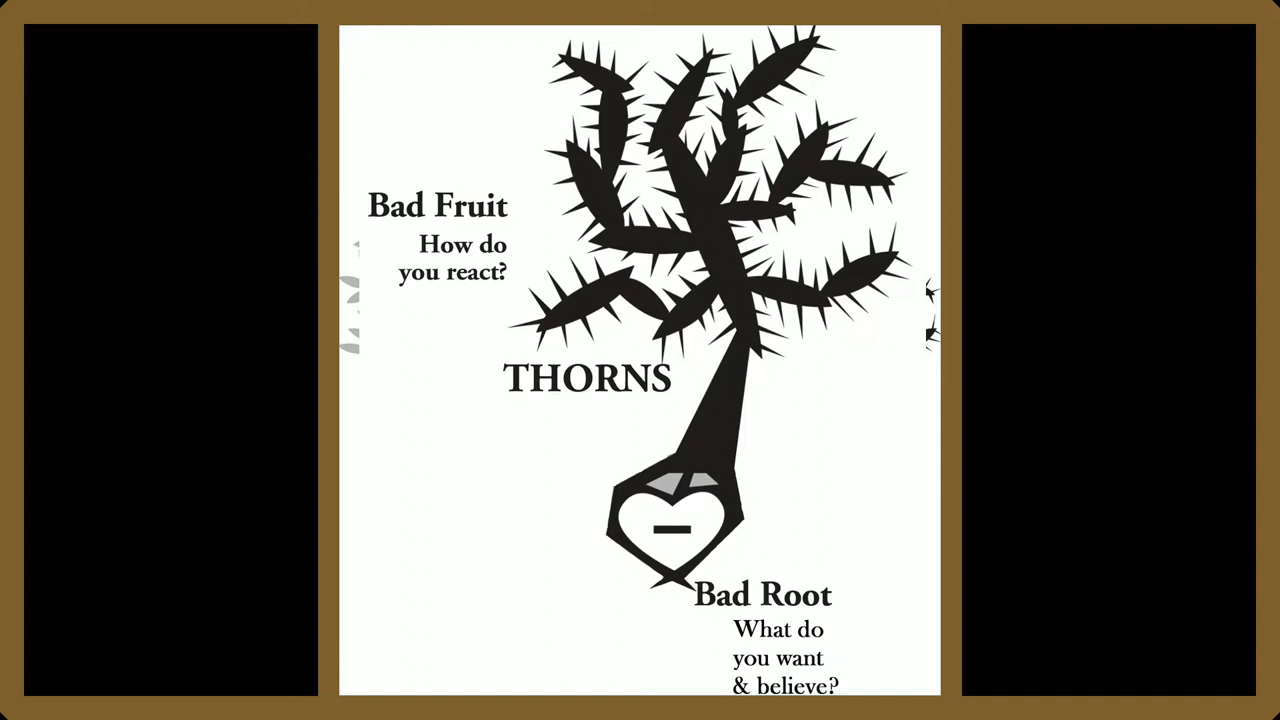 Bad Fruit
How do
you react?
THORNS
Bad Root
What do
you want
& believe?